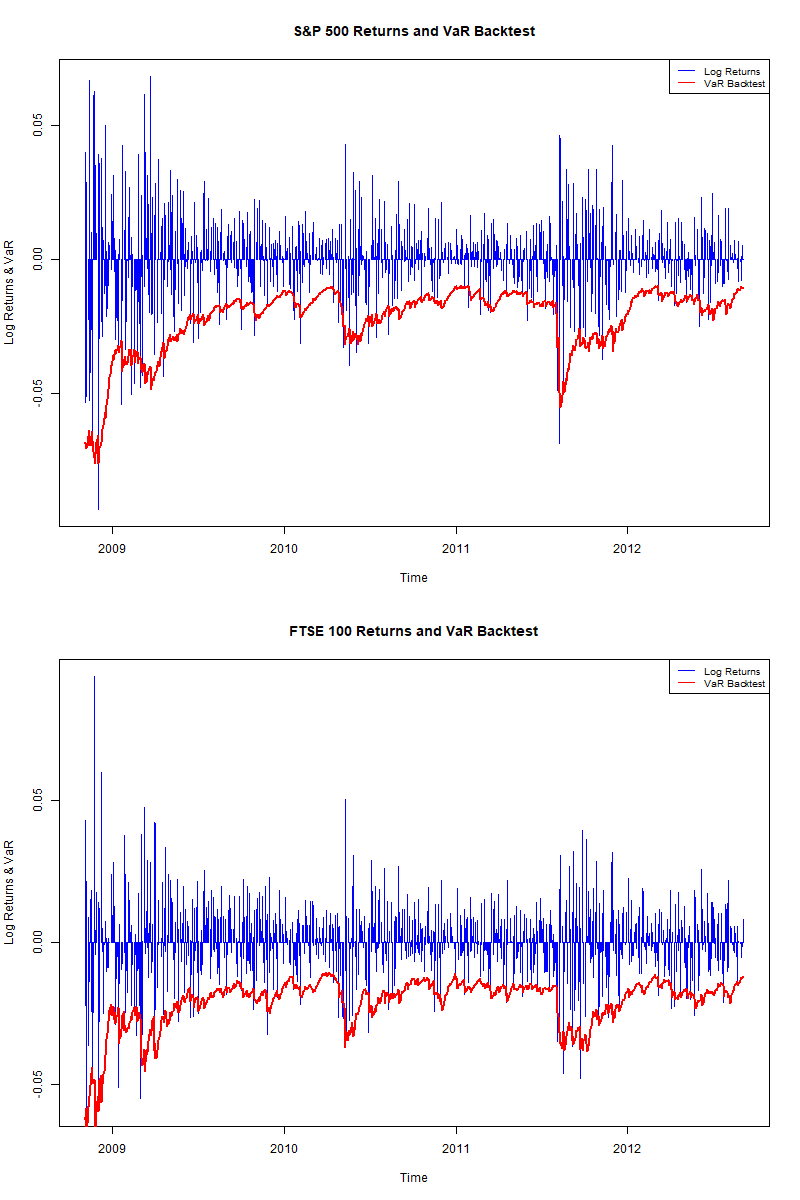 S&P 500 Returns and VaR Backtest
Log Returns
VaR Backtest
Log Returns & VaR
0.05
0.00
-0.05
2009 2010 2011 2012
Time
FTSE 100 Returns and VaR Backtest
Log Returns
VaR Backtest
Log Returns & VaR
0.05
0.00
-0.05
2009 2010 2011 2012
Time